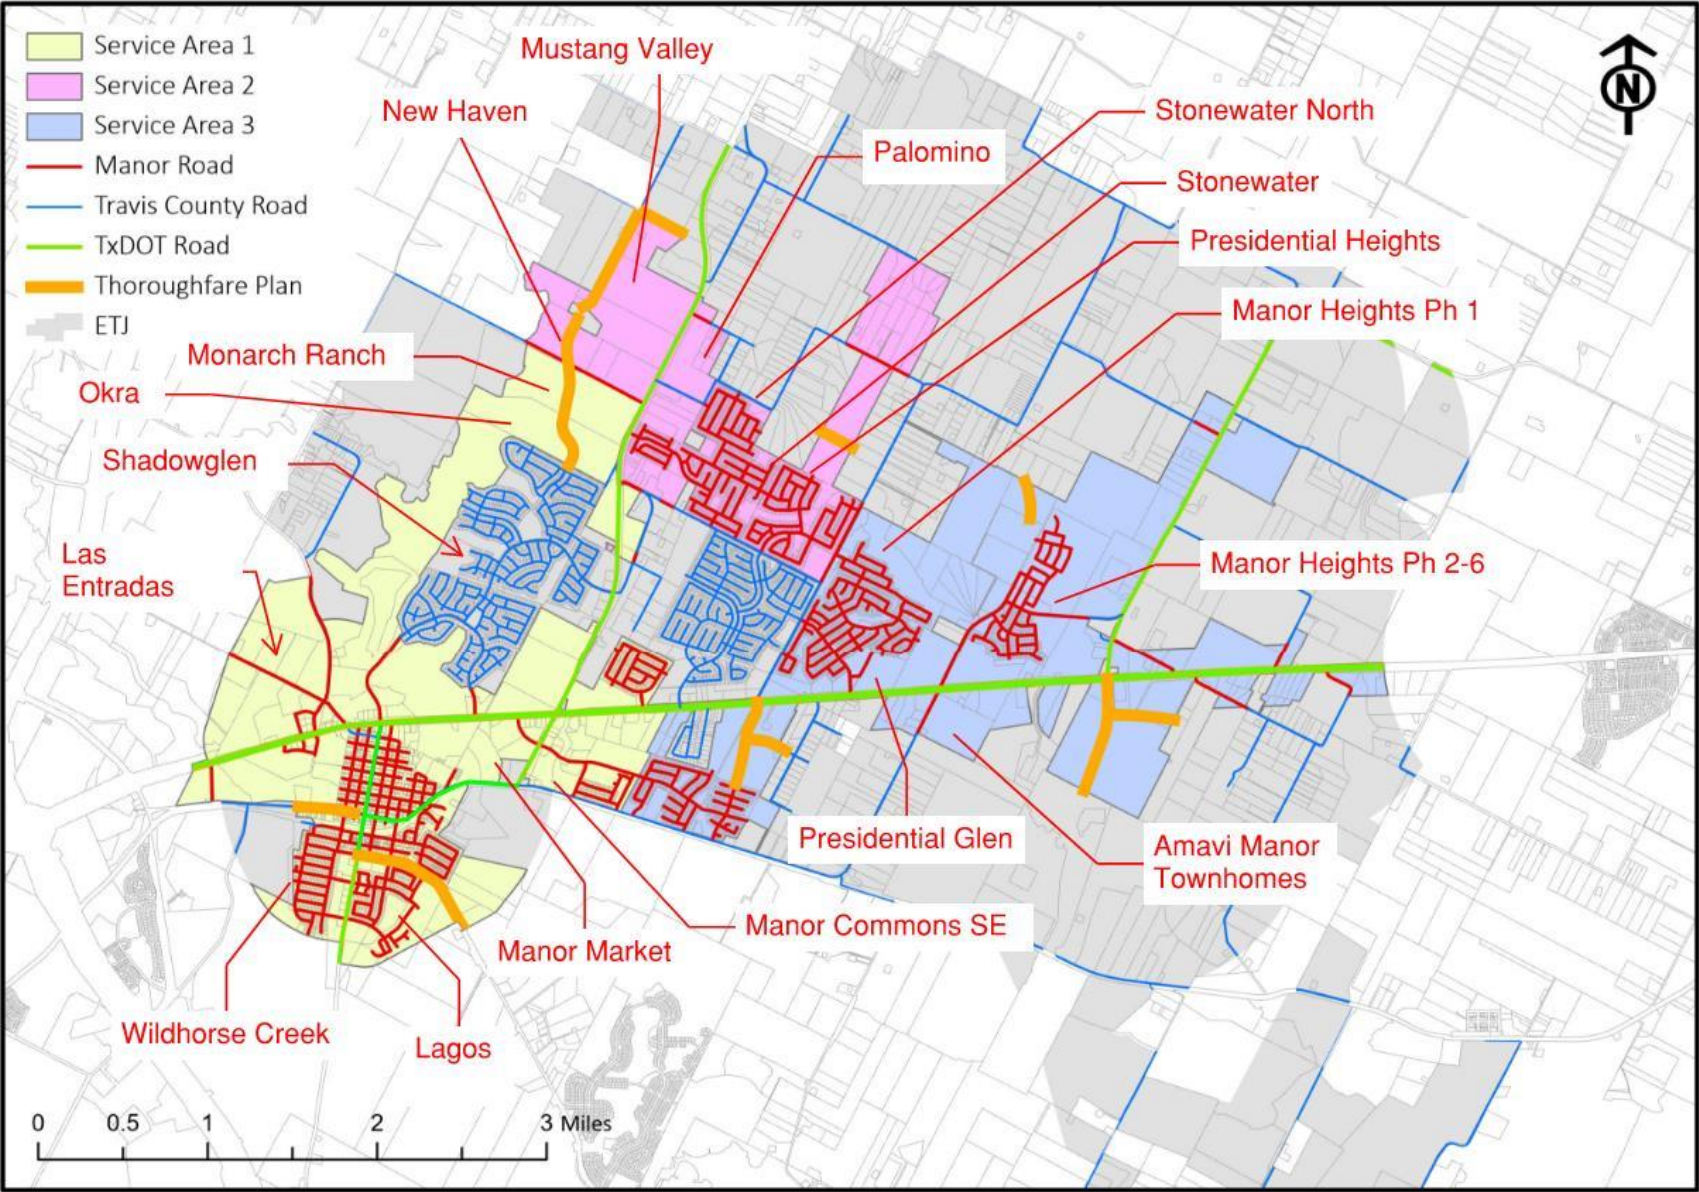 Service Area 1
Service Area 2
Service Area 3
Manor Road
Travis County Road
TxDOT Road
Thoroughfare Plan
ETJ
Mustang Valley
New Haven
Palomino
Stonewater North
Stonewater
Presidential Heights
Manor Heights Ph 1
N
Monarch Ranch
Okra
Shadowglen
Las
Entradas
Manor Heights Ph 2-6
Presidential Glen
Amavi Manor
Townhomes
Manor Commons SE
Manor Market
Wildhorse Creek
Lagos
0 0.5 1 2 3 Miles